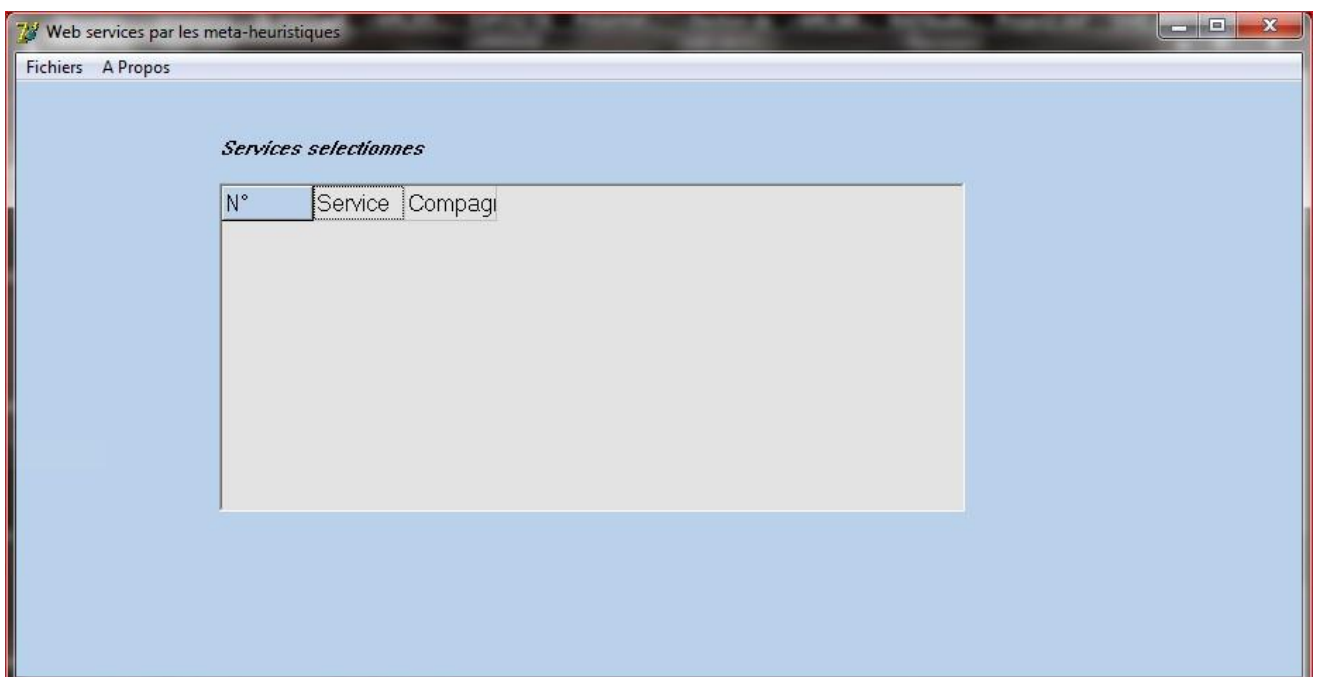 Web services par les meta-heuristiques
Fichiers A Propos
Services selectionnes
N° Service Compagi